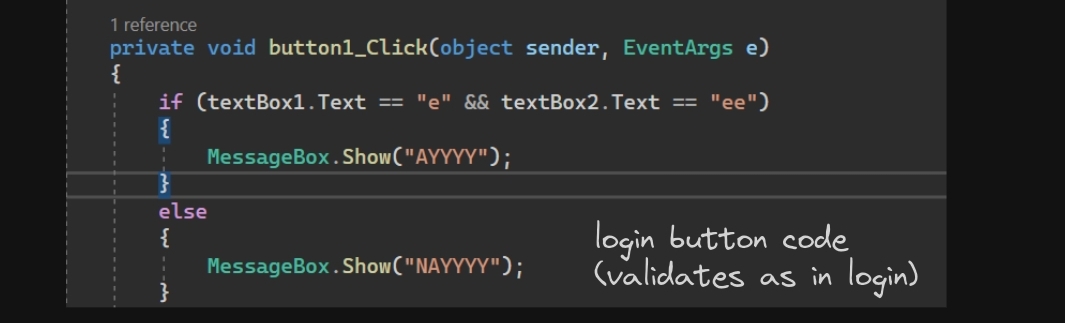 1 reference
private void button1_Click(object sender, EventArgs e)
{
if (textBox1.Text == "e" && textBox2.Text == "ee")
{
MessageBox.Show("AYYYY");
}
else
{
MessageBox.Show("NAYYYY");
}
login button code
(validates as in login)